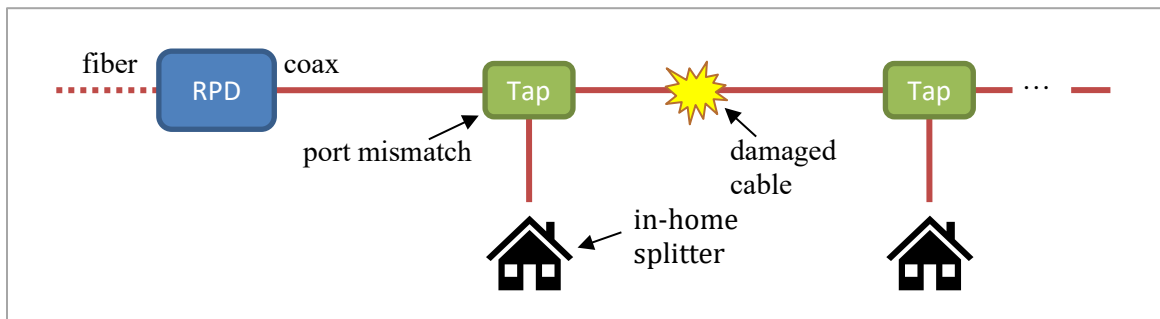 fiber
RPD
coax
Tap
Tap
...
port mismatch
damaged
cable
in-home
splitter